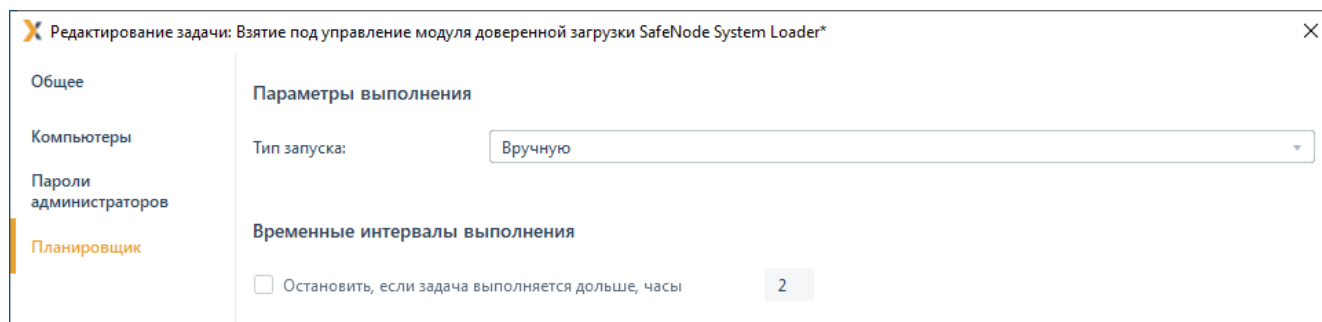 Редактирование задачи: Взятие под управление модуля доверенной загрузки SafeNode System Loader*
Общее
Компьютеры
Пароли
администраторов
Планировщик
Параметры выполнения
Тип запуска: Вручную
Временные интервалы выполнения
Остановить, если задача выполняется дольше, часы 2